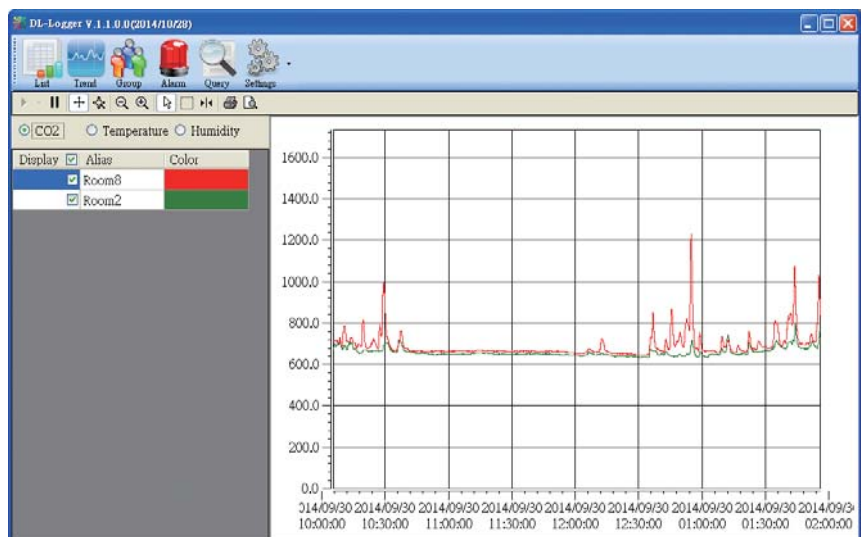 DL-Logger V.1.1.0.0(2014/10/28)
List Trend Group Alarm Query Settings
CO2 Temperature Humidity
Display Alias Color
Room8
Room2
1600.0
1400.0
1200.0
1000.0
800.0
600.0
400.0
200.0
0.0
014/09/30 2014/09/30 2014/09/30 2014/09/30 2014/09/30 2014/09/30 2014/09/30 2014/09/30 2014/09/3
10:00:00 10:30:00 11:00:00 11:30:00 12:00:00 12:30:00 01:00:00 01:30:00 02:00:00